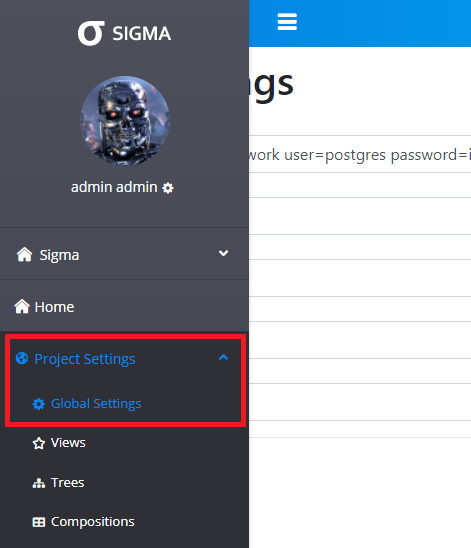 SIGMA
ngs
admin admin
work user=postgres password=i
Sigma
Home
Project Settings
Global Settings
Views
Trees
Compositions